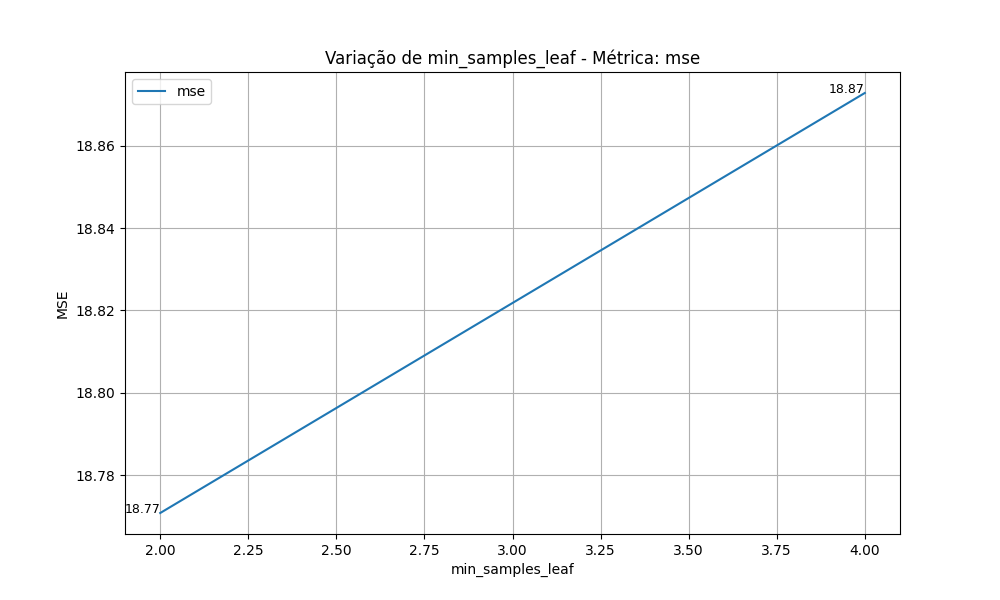 Variação de min_samples_leaf - Métrica: mse
mse
18.87
18.86
18.84
18.82
18.80
18.78
MSE
18.77
2.00 2.25 2.50 2.75 3.00 3.25 3.50 3.75 4.00
min_samples_leaf